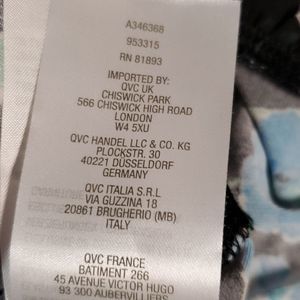 A346368
953315
RN 81893
IMPORTED BY:
QVC UK
CHISWICK PARK
566 CHISWICK HIGH ROAD
LONDON
W4 5XU
QVC HANDEL LLC & CO. KG
PLOCKSTR. 30
40221 DÜSSELDORF
GERMANY
QVC ITALIA S.R.L
VIA GUZZINA 18
20861 BRUGHERIO (MB)
ITALY
QVC FRANCE
BATIMENT 266
45 AVENUE VICTOR HUGO
93 300 AUBERVILLIERS